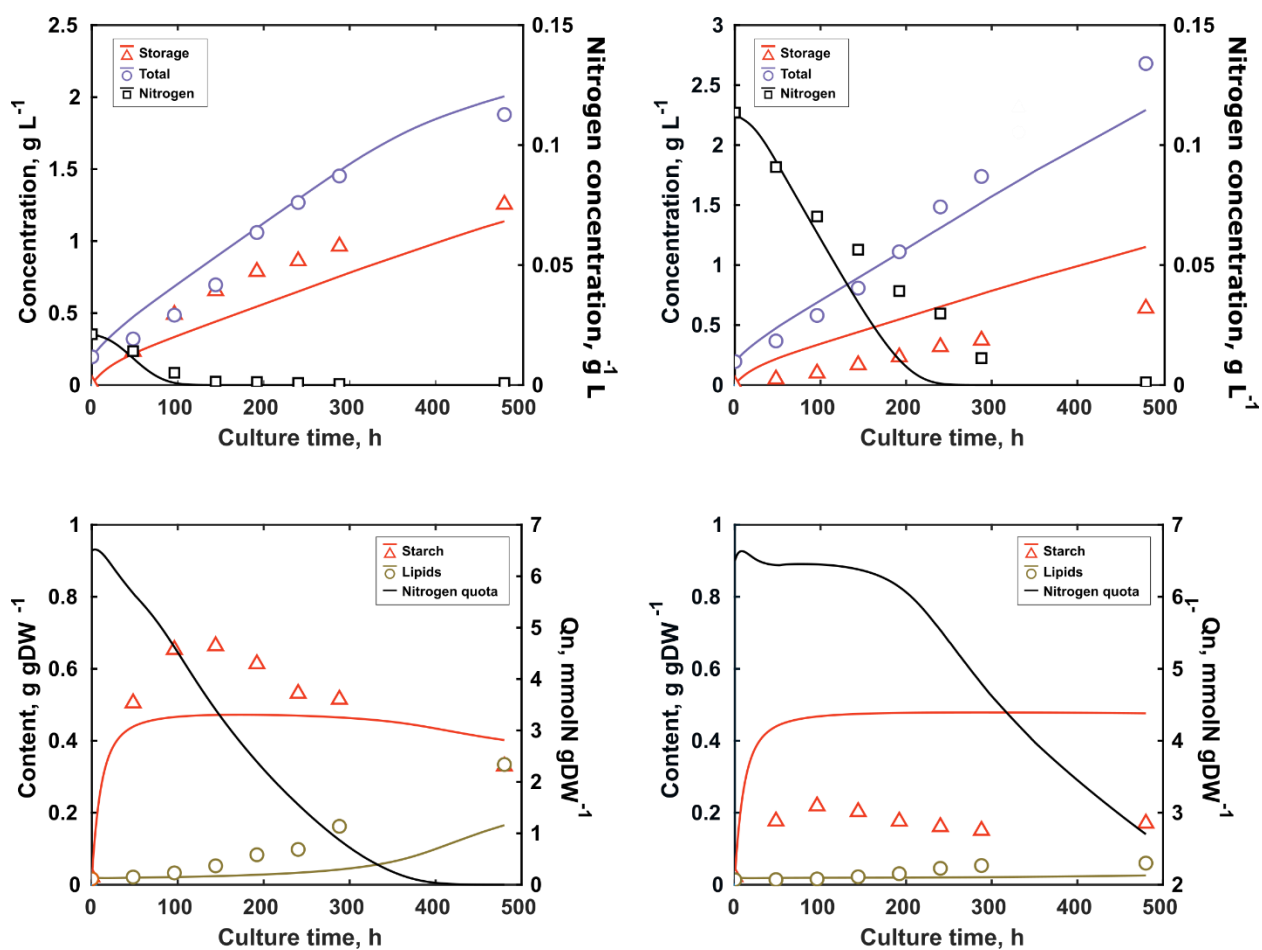 2.5
2
1.5
1
0.5
0
Concentration, g L-1
Storage
Total
Nitrogen
0.15
0.1
0.05
0
Nitrogen concentration, g L-1
0 100 200 300 400 500
Culture time, h
3
2.5
2
1.5
1
0.5
0
Concentration, g L-1
Storage
Total
Nitrogen
0.15
0.1
0.05
0
Nitrogen concentration, g L-1
0 100 200 300 400 500
Culture time, h
1
0.8
0.6
0.4
0.2
0
Content, g gDW-1
Starch
Lipids
Nitrogen quota
7
6
5
4
3
2
1
0
Qn, mmolN gDW-1
0 100 200 300 400 500
Culture time, h
1
0.8
0.6
0.4
0.2
0
Content, g gDW-1
Starch
Lipids
Nitrogen quota
7
6
5
4
3
2
-1
Qn, mmolN gDW-1
0 100 200 300 400 500
Culture time, h